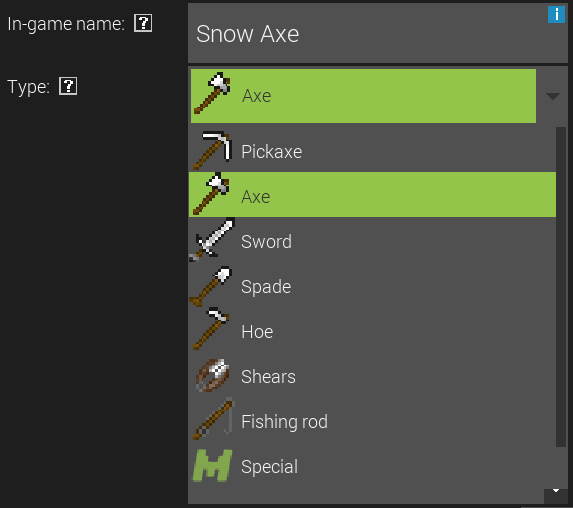 In-game name: ?
Snow Axe
i
Type: ?
Axe
Pickaxe
Axe
Sword
Spade
Hoe
Shears
Fishing rod
M Special